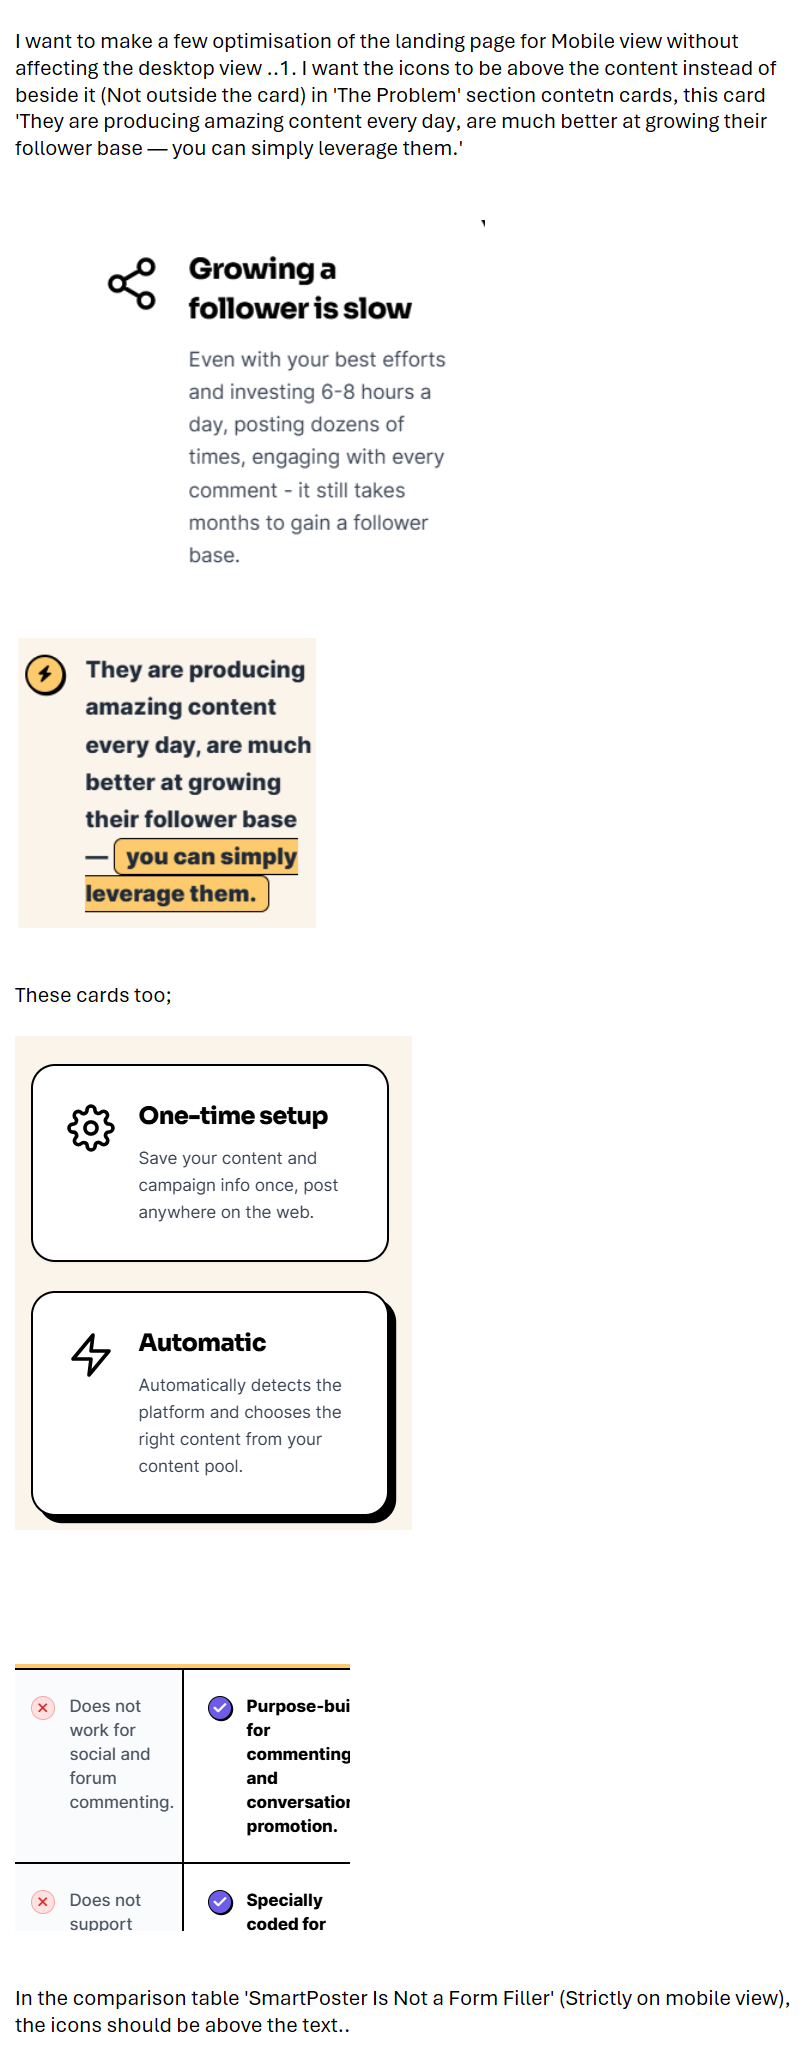 I want to make a few optimisation of the landing page for Mobile view without
affecting the desktop view ..1. I want the icons to be above the content instead of
beside it (Not outside the card) in 'The Problem' section contetn cards, this card
'They are producing amazing content every day, are much better at growing their
follower base — you can simply leverage them.'
Growing a
follower is slow
Even with your best efforts
and investing 6-8 hours a
day, posting dozens of
times, engaging with every
comment - it still takes
months to gain a follower
base.
They are producing
amazing content
every day, are much
better at growing
their follower base
— you can simply
leverage them.
These cards too;
One-time setup
Save your content and
campaign info once, post
anywhere on the web.
Automatic
Automatically detects the
platform and chooses the
right content from your
content pool.
Does not
work for
social and
forum
commenting.
Purpose-bui
for
commenting
and
conversation
promotion.
Does not
support
Specially
coded for
In the comparison table 'SmartPoster Is Not a Form Filler' (Strictly on mobile view),
the icons should be above the text..